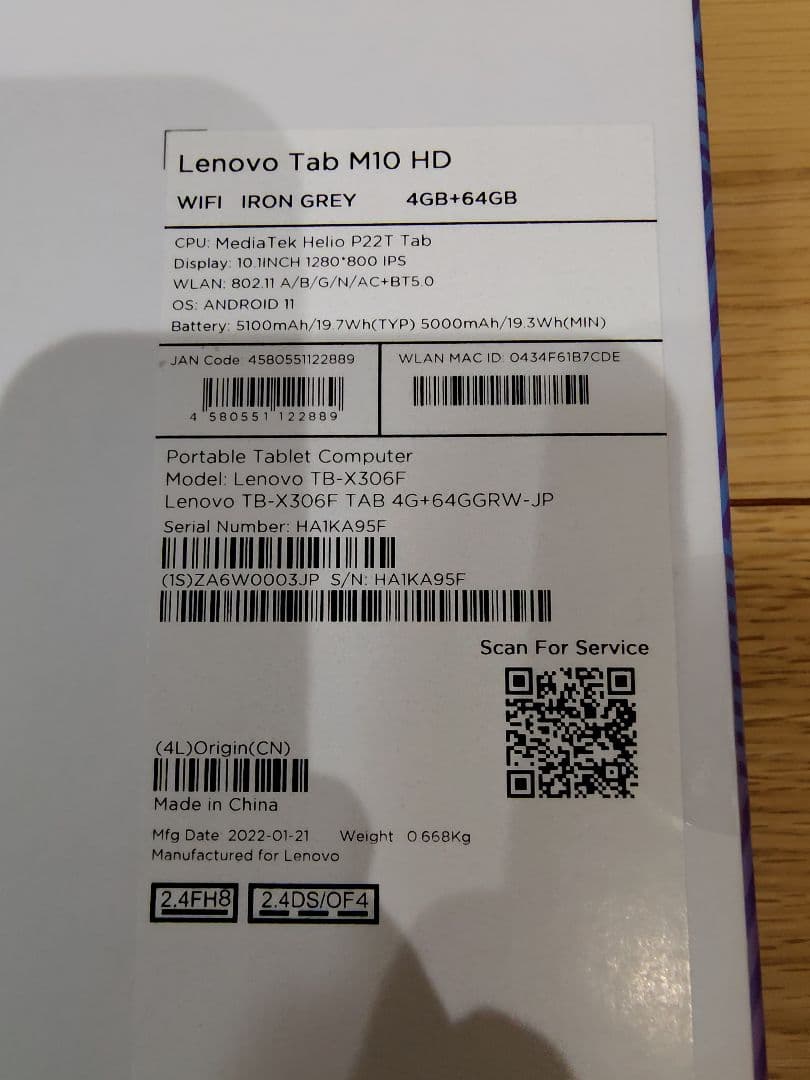 Lenovo Tab M10 HD
WIFI IRON GREY 4GB+64GB
CPU: MediaTek Helio P22T Tab
Display: 10.1INCH 1280*800 IPS
WLAN: 802.11 A/B/G/N/AC+BT5.0
OS: ANDROID 11
Battery: 5100mAh/19.7Wh(TYP) 5000mAh/19.3Wh(MIN)
JAN Code 4580551122889
4 580551 122889
WLAN MAC ID: 0434F61B7CDE
Portable Tablet Computer
Model: Lenovo TB-X306F
Lenovo TB-X306F TAB 4G+64GGRW-JP
Serial Number: HA1KA95F
(1S)ZA6W0003JP S/N: HA1KA95F
Scan For Service
(4L)Origin(CN)
Made in China
Mfg Date 2022-01-21 Weight 0.668Kg
Manufactured for Lenovo
2.4FH8 2.4DS/OF4